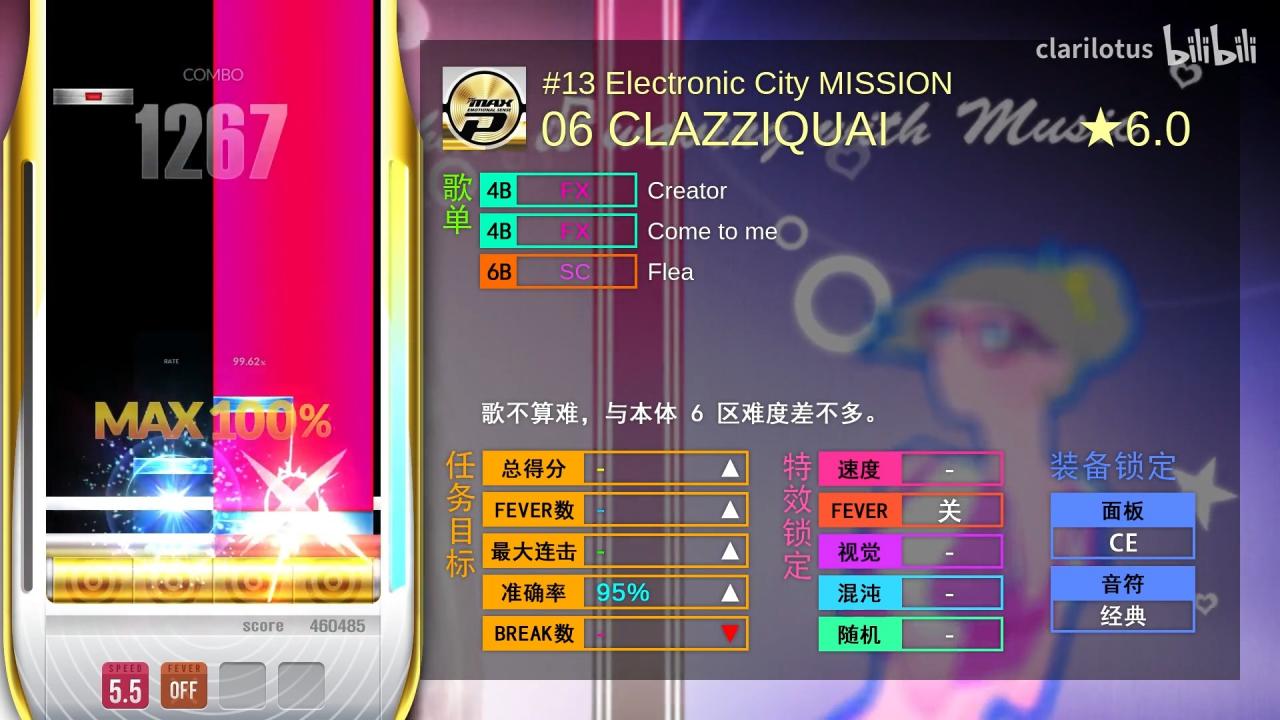 COMBO
1267
RATE 99.62%
MAX 100%
score 460485
SPEED
5.5
FEVER
OFF
clarilotus bilibili
MAX
EMOTIONAL SENSE
P
#13 Electronic City MISSION
06 CLAZZIQUAI ★6.0
with Music
歌单
4B FX Creator
4B FX Come to me
6B SC Flea
歌不算难，与本体 6 区难度差不多。
任务目标
总得分 - ▲
FEVER数 - ▲
最大连击 - ▲
准确率 95% ▲
BREAK数 - ▼
特效锁定
速度 -
FEVER 关
视觉 -
混沌 -
随机 -
装备锁定
面板
CE
音符
经典